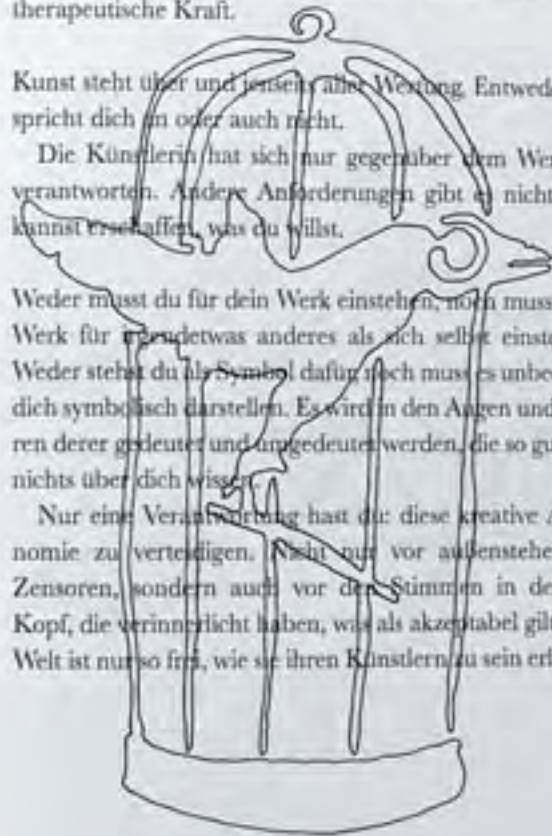 therapeutische Kraft.
Kunst steht über und jenseits aller Wertung. Entwede
spricht dich an oder auch nicht.
Die Künstlerin hat sich nur gegenüber dem Wer
verantworten. Andere Anforderungen gibt es nicht
kannst erschaffen, was du willst.
Weder musst du für dein Werk einstehen, noch muss
Werk für irgendetwas anderes als sich selbst einste
Weder stehst du als Symbol dafür, noch muss es unbe
dich symbolisch darstellen. Es wird in den Augen und
ren derer gedeutet und umgedeutet werden, die so gu
nichts über dich wissen.
Nur eine Verantwortung hast du: diese kreative A
nomie zu verteidigen. Nicht nur vor außenstehe
Zensoren, sondern auch vor den Stimmen in de
Kopf, die verinnerlicht haben, was als akzeptabel gilt
Welt ist nur so frei, wie sie ihren Künstlern zu sein erl